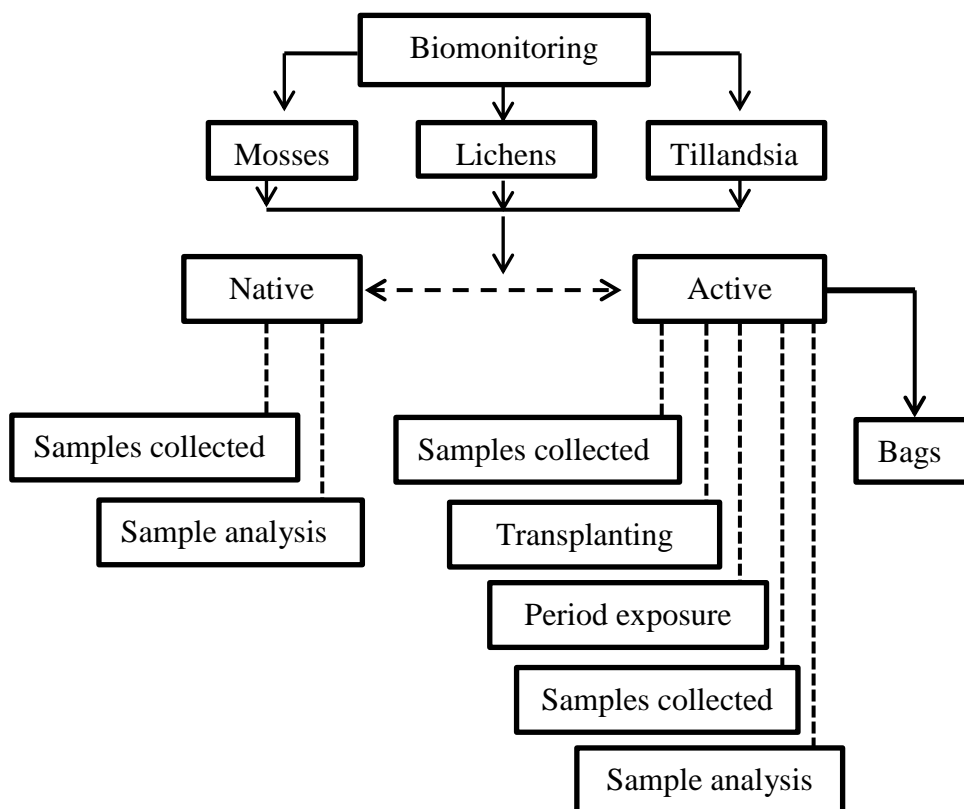 Biomonitoring
Mosses
Lichens
Tillandsia
Native
Active
Samples collected
Sample analysis
Samples collected
Transplanting
Period exposure
Samples collected
Sample analysis
Bags